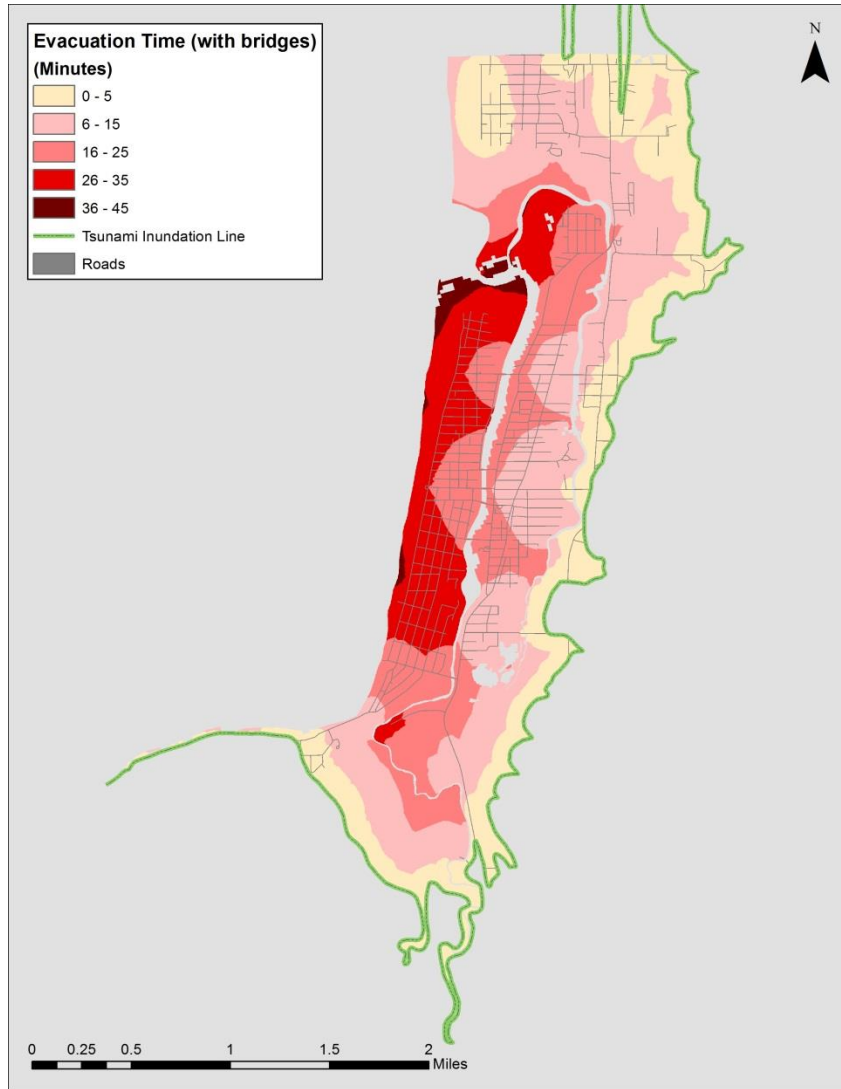 Evacuation Time (with bridges)
(Minutes)
0 - 5
6 - 15
16 - 25
26 - 35
36 - 45
Tsunami Inundation Line
Roads
N
0 0.25 0.5 1 1.5 2
Miles